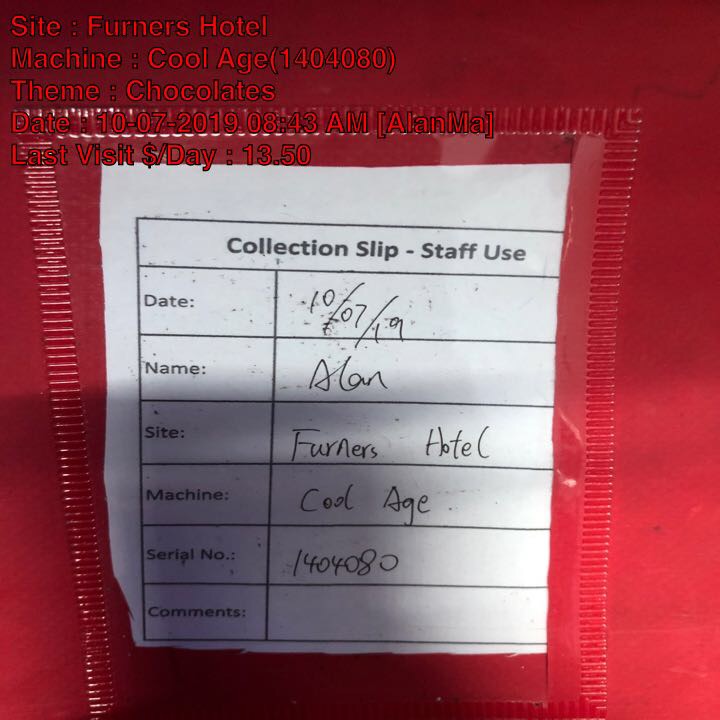 Site : Furners Hotel
Machine : Cool Age(1404080)
Theme : Chocolates
Date : 10-07-2019 08:43 AM [AlanMa]
Last Visit $/Day : 13.50
Collection Slip - Staff Use
Date: 10/07/19
Name: Alan
Site: Furners Hotel
Machine: Cool Age
Serial No.: 1404080
Comments: